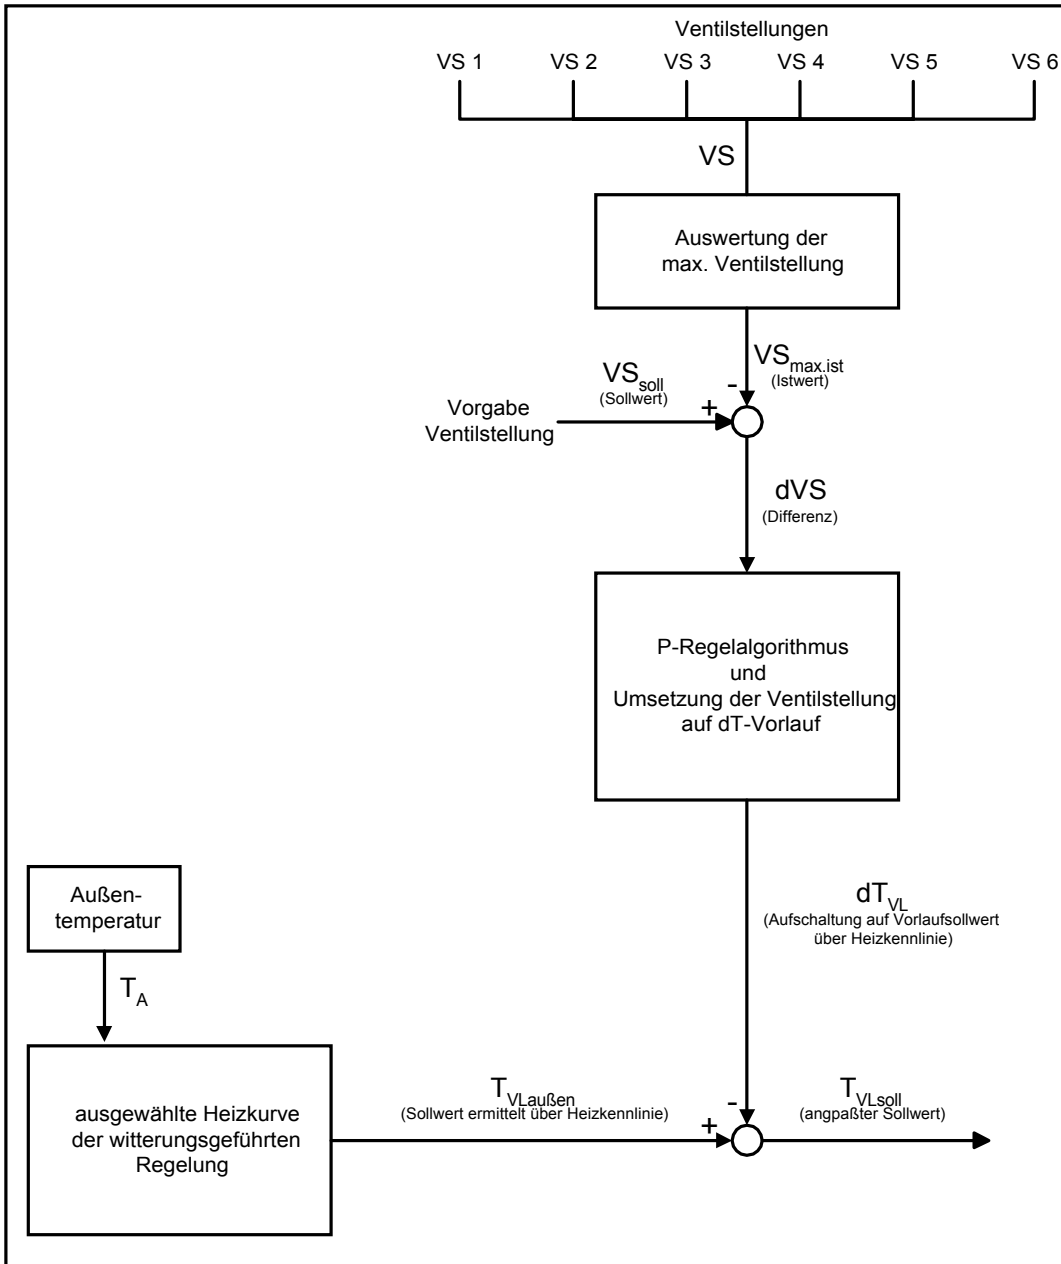 Ventilstellungen
VS 1 VS 2 VS 3 VS 4 VS 5 VS 6
VS
Auswertung der
max. Ventilstellung
VSmax.ist
(Istwert)
VSsoll
(Sollwert)
-
+
Vorgabe
Ventilstellung
dVS
(Differenz)
P-Regelalgorithmus
und
Umsetzung der Ventilstellung
auf dT-Vorlauf
Außen-
temperatur
dTVL
(Aufschaltung auf Vorlaufsollwert
über Heizkennlinie)
TA
ausgewählte Heizkurve
der witterungsgeführten
Regelung
TVLaußen
(Sollwert ermittelt über Heizkennlinie)
-
+
TVLsoll
(angpaßter Sollwert)